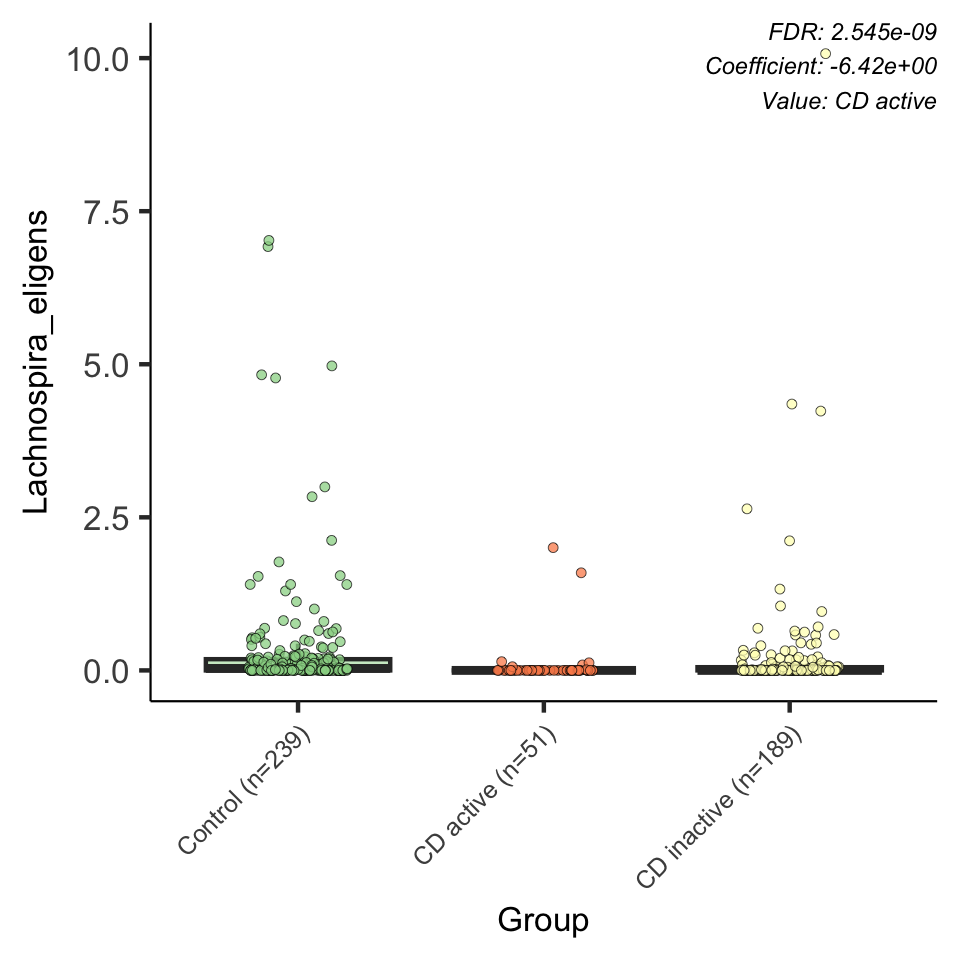 FDR: 2.545e-09
Coefficient: -6.42e+00
Value: CD active
10.0
7.5
5.0
2.5
0.0
Lachnospira_eligens
Control (n=239)
CD active (n=51)
CD inactive (n=189)
Group